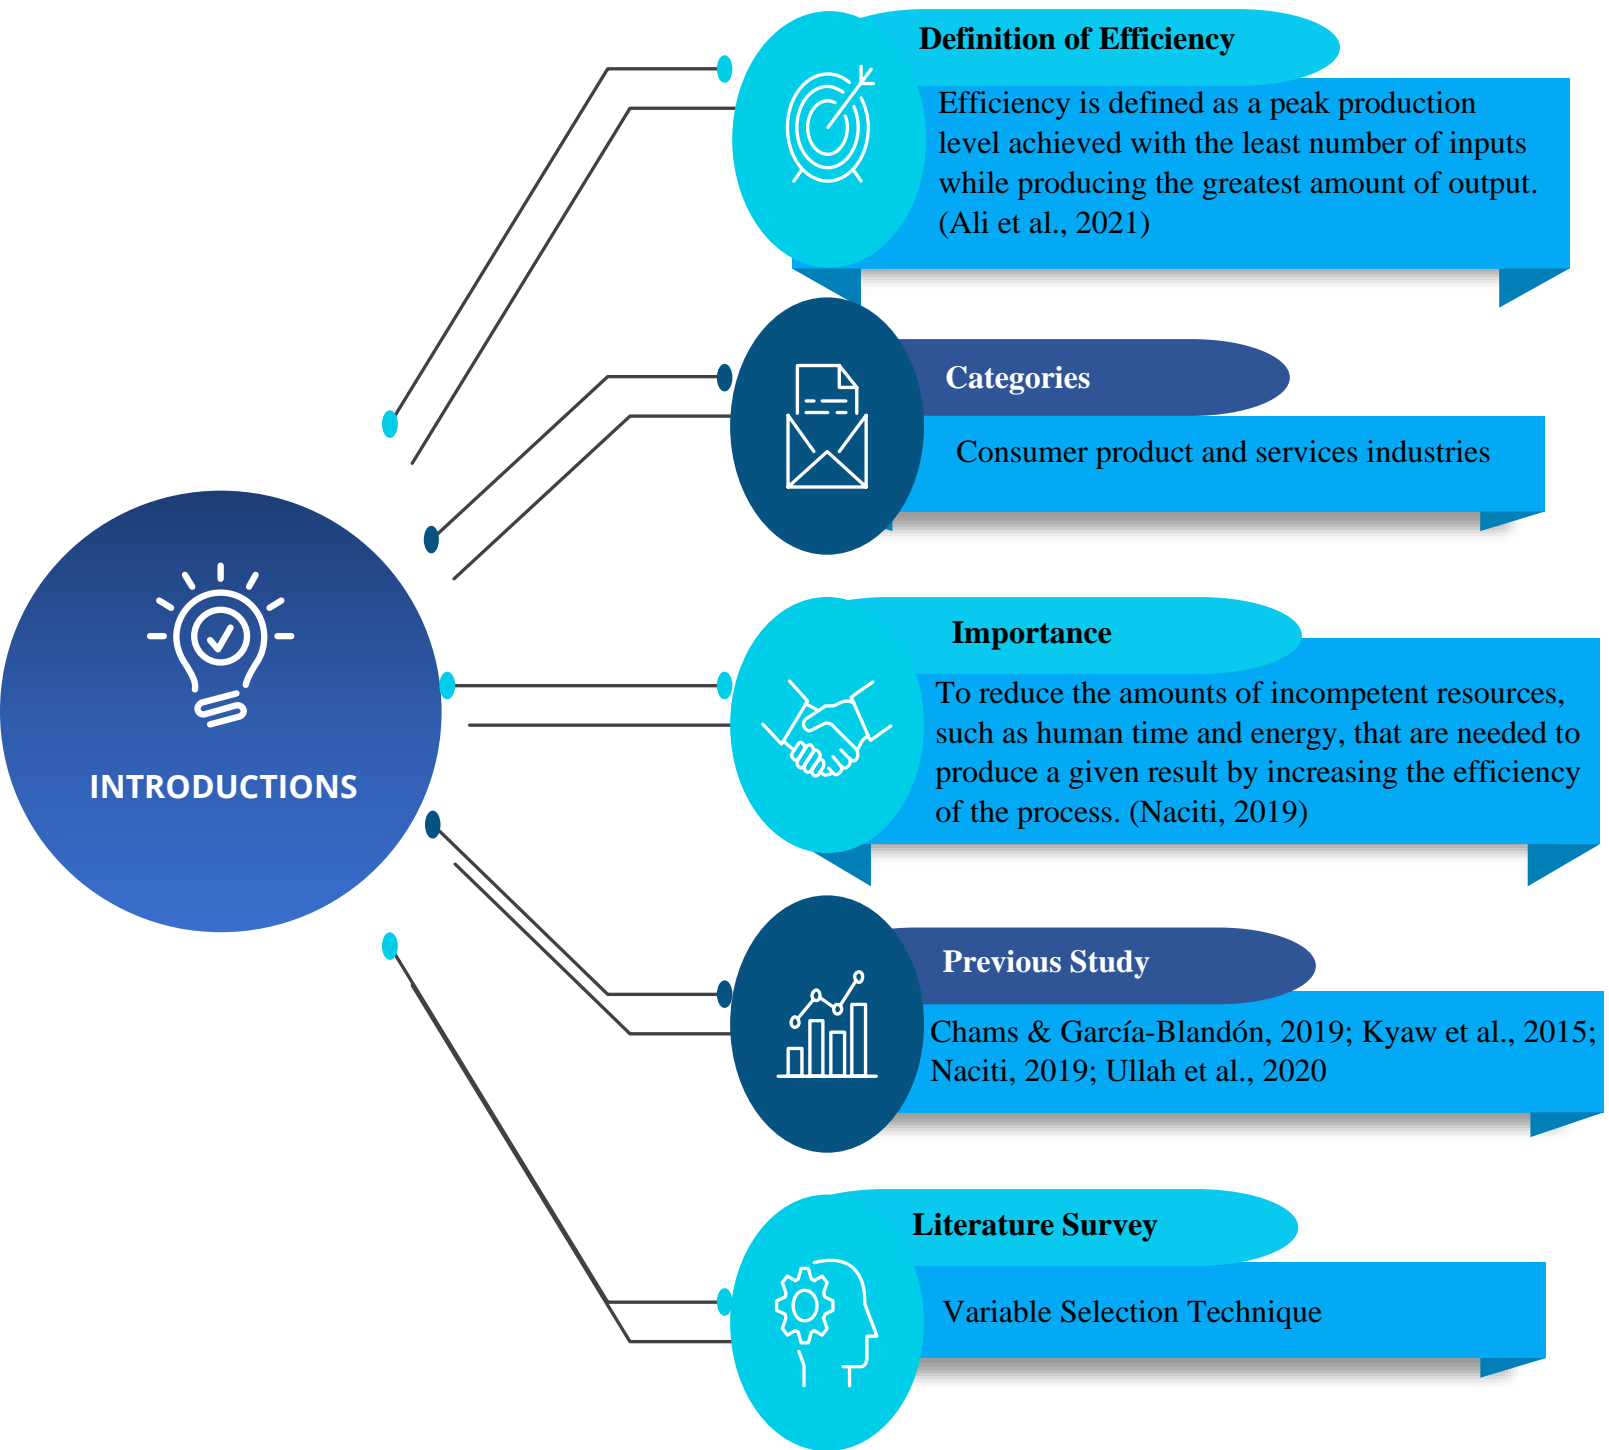 Definition of Efficiency
Efficiency is defined as a peak production
level achieved with the least number of inputs
while producing the greatest amount of output.
(Ali et al., 2021)
Categories
Consumer product and services industries
INTRODUCTIONS
Importance
To reduce the amounts of incompetent resources,
such as human time and energy, that are needed to
produce a given result by increasing the efficiency
of the process. (Naciti, 2019)
Previous Study
Chams & García-Blandón, 2019; Kyaw et al., 2015;
Naciti, 2019; Ullah et al., 2020
Literature Survey
Variable Selection Technique